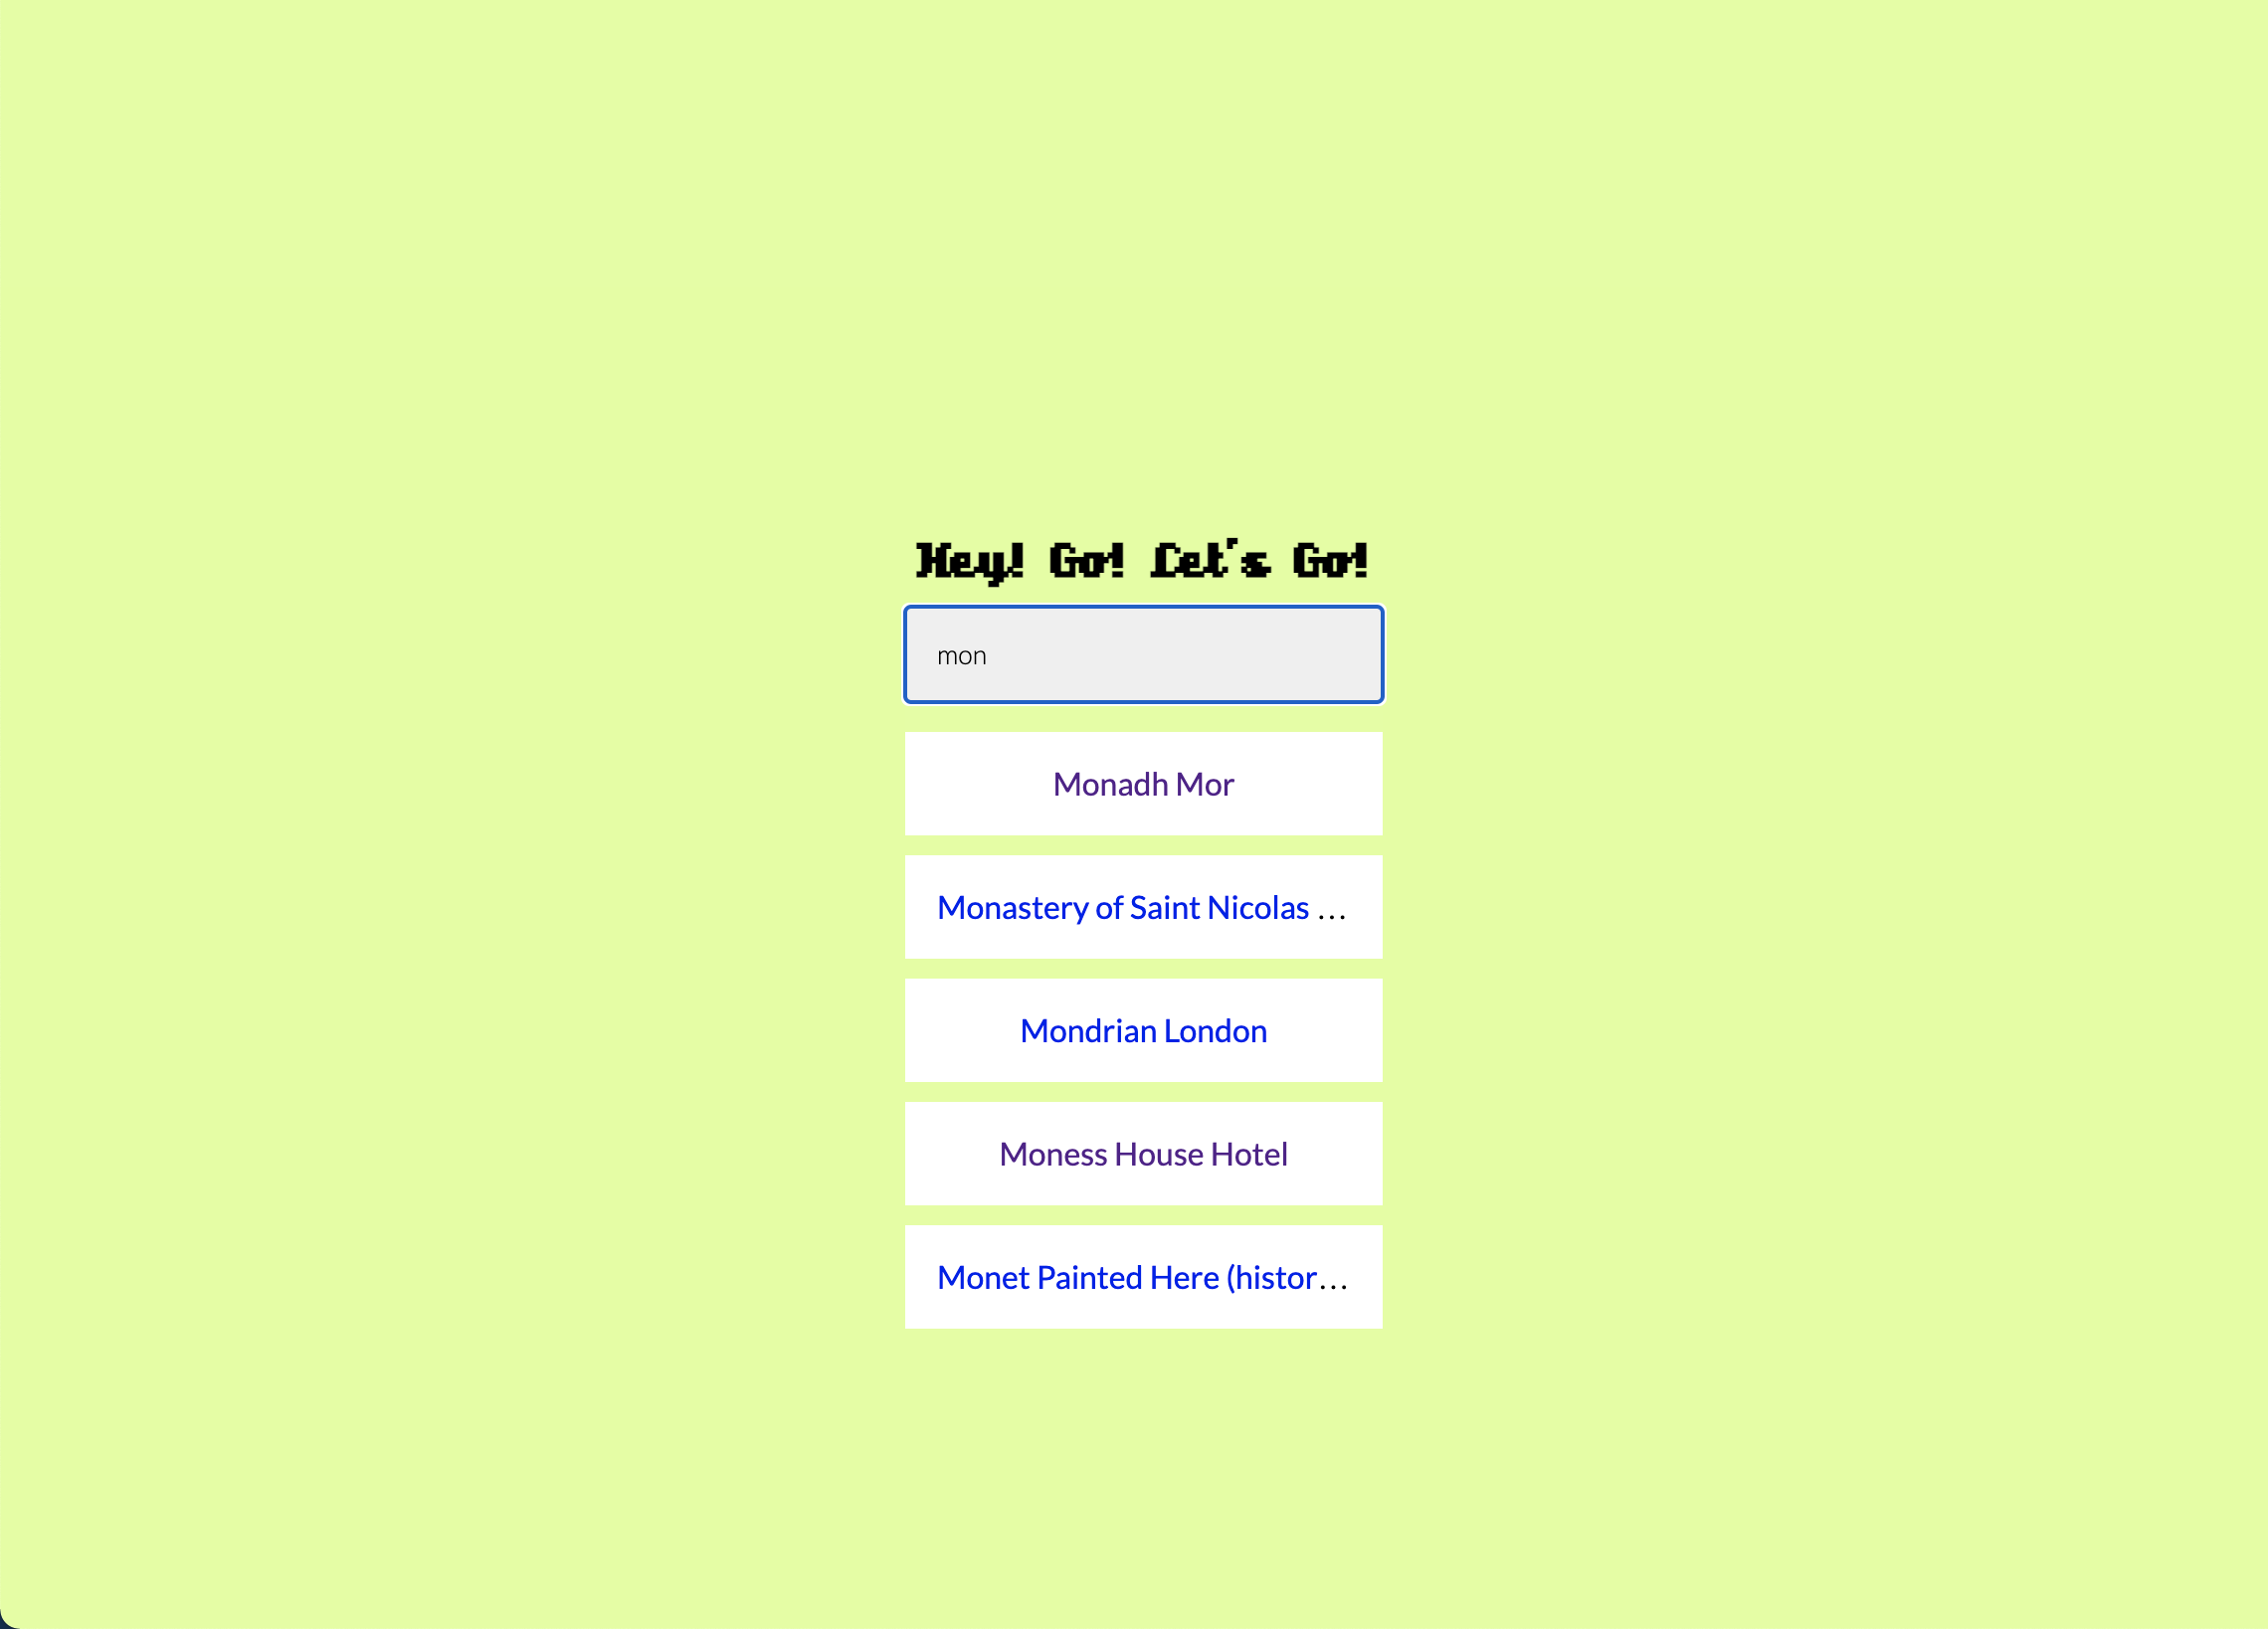 Hey! Go! Let's Go!
mon
Monadh Mor
Monastery of Saint Nicolas ...
Mondrian London
Moness House Hotel
Monet Painted Here (histor...